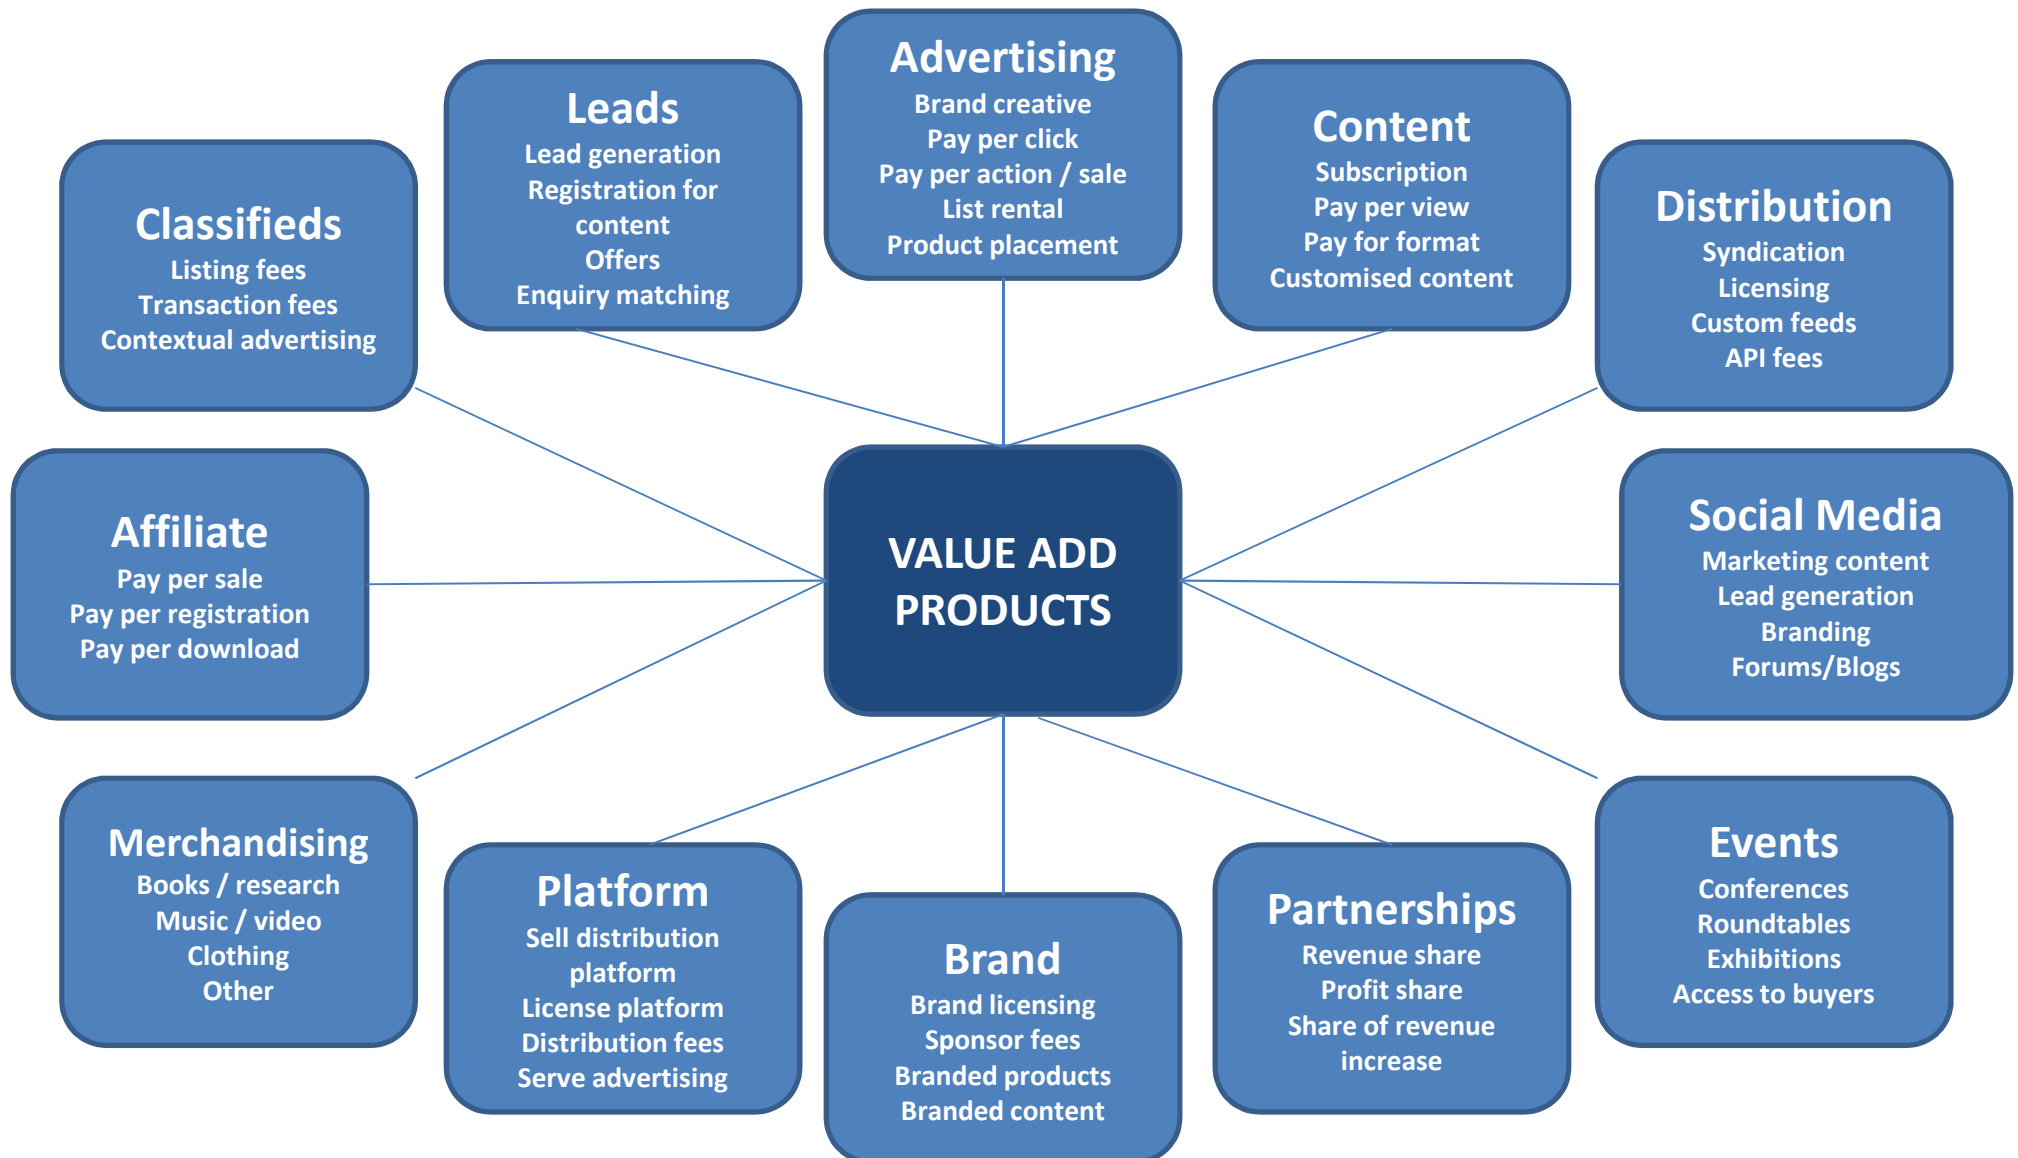 Advertising
Brand creative
Pay per click
Pay per action / sale
List rental
Product placement
Leads
Lead generation
Registration for
content
Offers
Enquiry matching
Content
Subscription
Pay per view
Pay for format
Customised content
Classifieds
Listing fees
Transaction fees
Contextual advertising
Distribution
Syndication
Licensing
Custom feeds
API fees
Affiliate
Pay per sale
Pay per registration
Pay per download
VALUE ADD
PRODUCTS
Social Media
Marketing content
Lead generation
Branding
Forums/Blogs
Merchandising
Books / research
Music / video
Clothing
Other
Platform
Sell distribution
platform
License platform
Distribution fees
Serve advertising
Brand
Brand licensing
Sponsor fees
Branded products
Branded content
Partnerships
Revenue share
Profit share
Share of revenue
increase
Events
Conferences
Roundtables
Exhibitions
Access to buyers